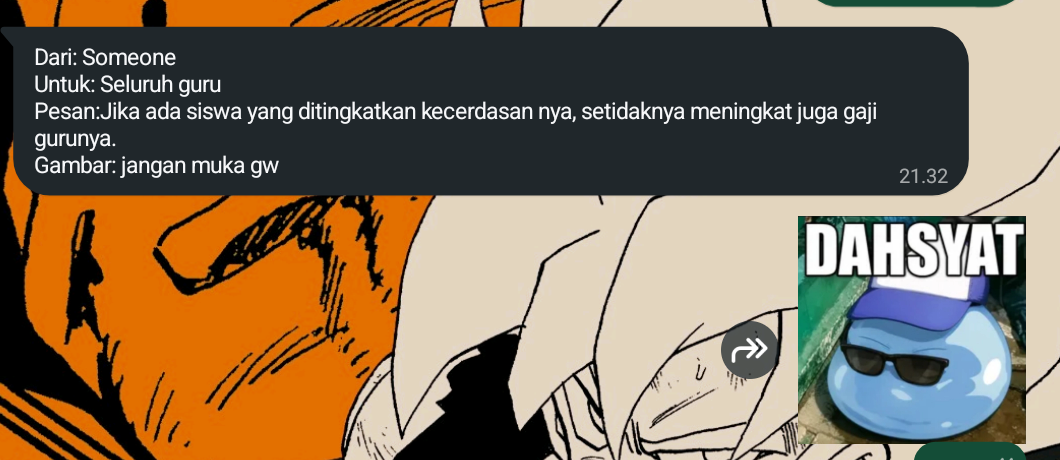 Dari: Someone
Untuk: Seluruh guru
Pesan:Jika ada siswa yang ditingkatkan kecerdasan nya, setidaknya meningkat juga gaji
gurunya.
Gambar: jangan muka gw
21.32
DAHSYAT